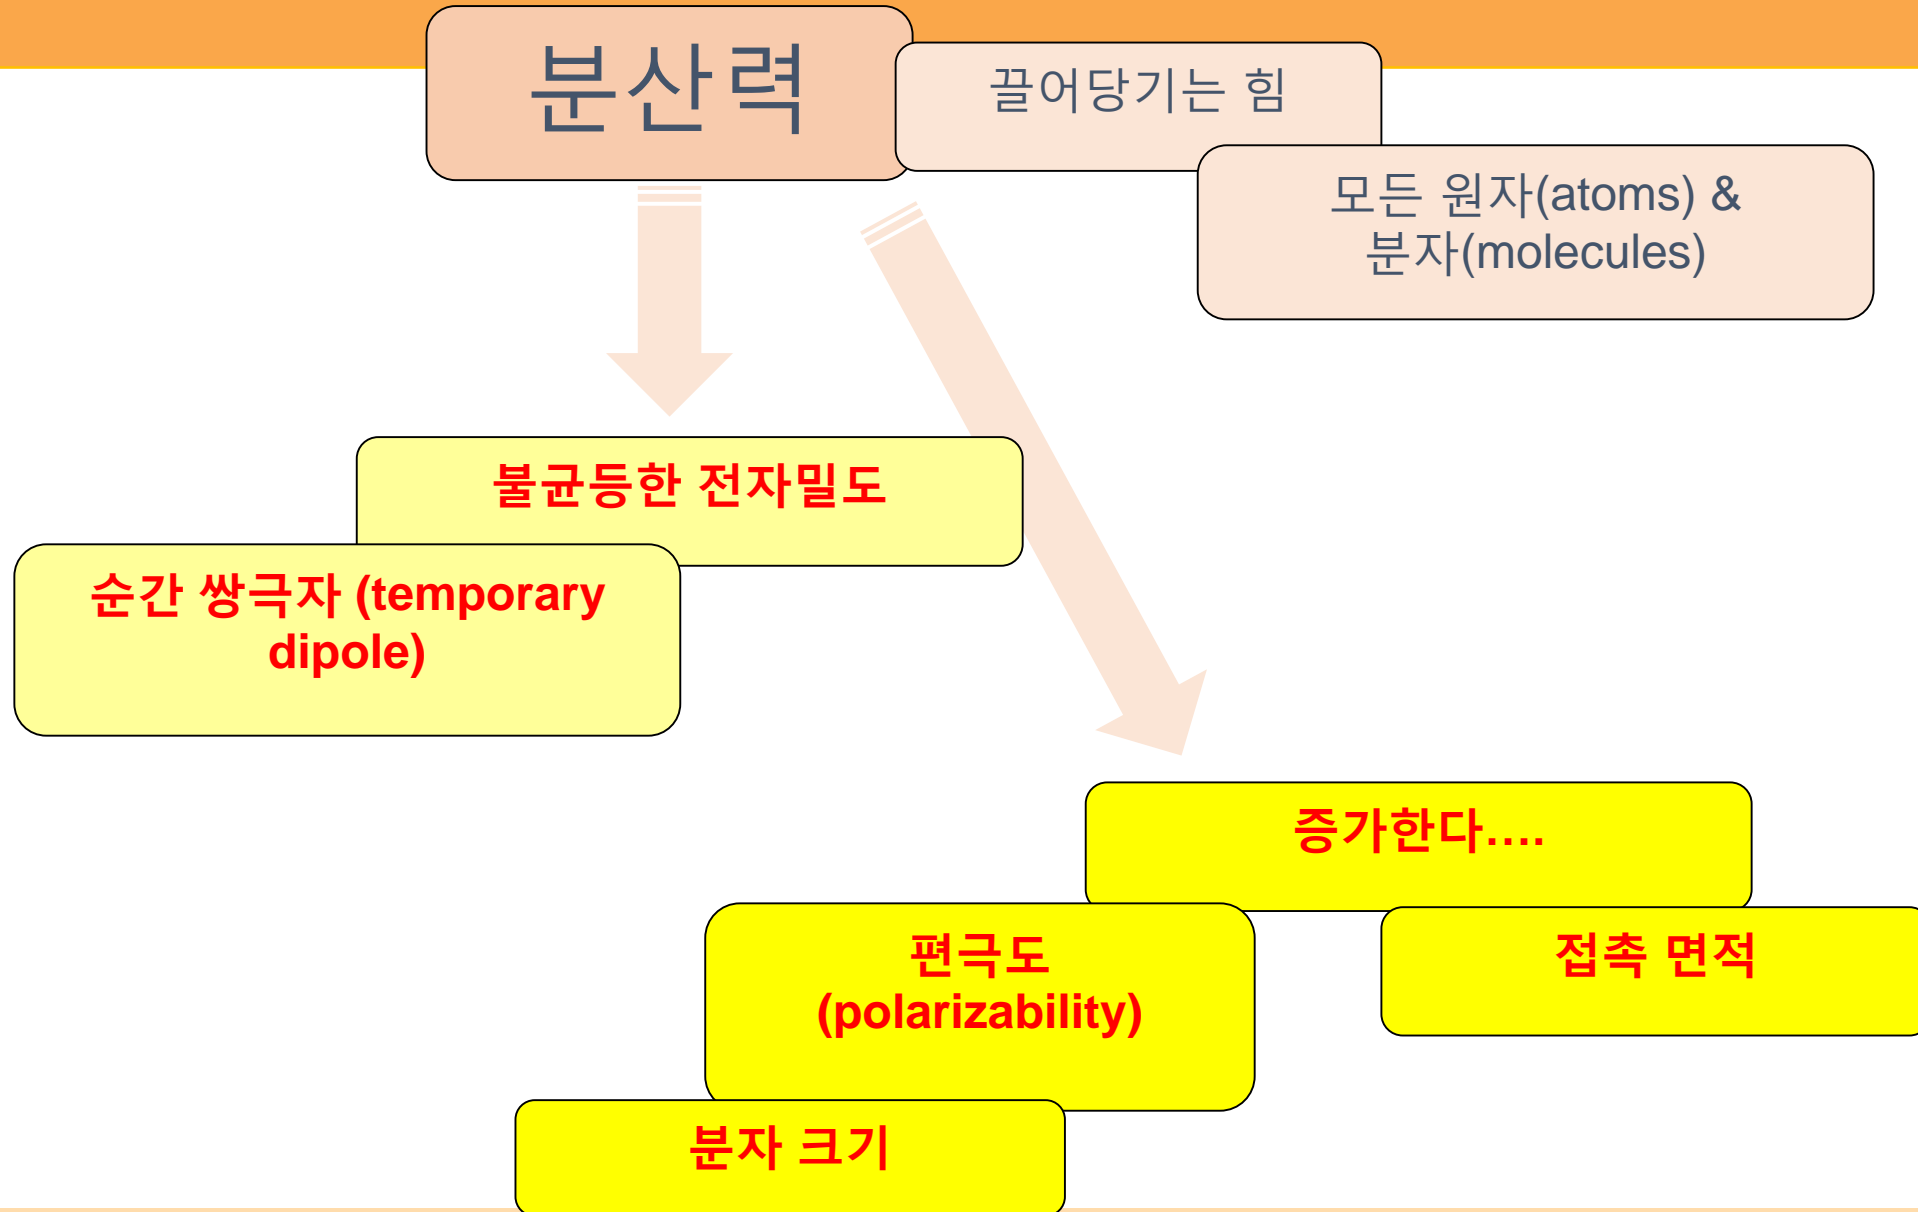 분산력
끌어당기는 힘
모든 원자(atoms) &
분자(molecules)
불균등한 전자밀도
순간 쌍극자 (temporary
dipole)
증가한다….
편극도
(polarizability)
접촉 면적
분자 크기